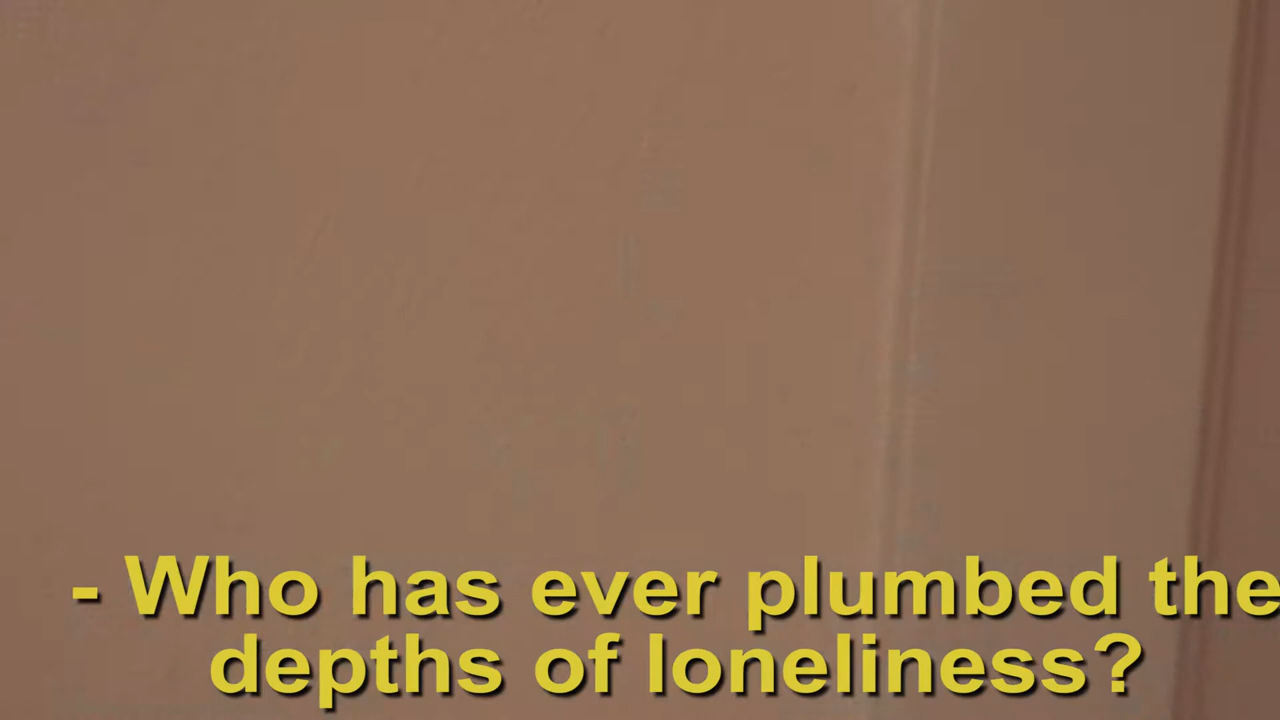 - Who has ever plumbed the
depths of loneliness?